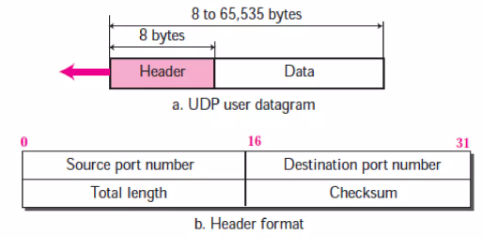 8 to 65,535 bytes
8 bytes
Header Data
a. UDP user datagram
0 16 31
Source port number Destination port number
Total length Checksum
b. Header format